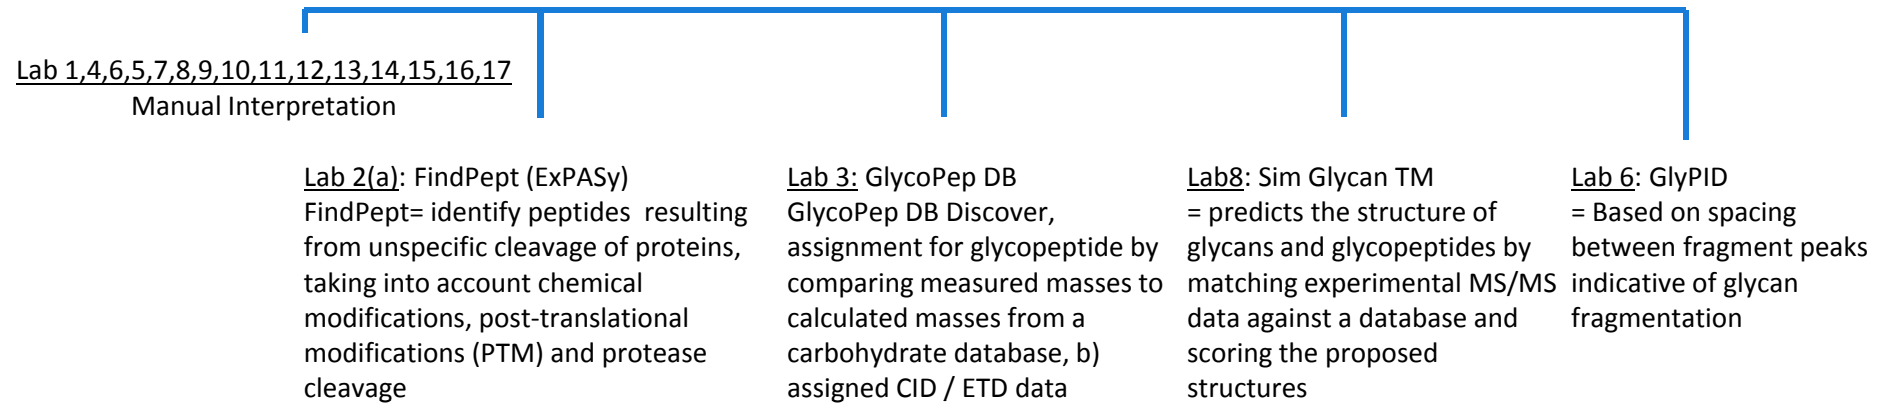 Lab 1,4,6,5,7,8,9,10,11,12,13,14,15,16,17
Manual Interpretation
Lab 2(a): FindPept (ExPASy)
FindPept= identify peptides resulting
from unspecific cleavage of proteins,
taking into account chemical
modifications, post-translational
modifications (PTM) and protease
cleavage
Lab 3: GlycoPep DB
GlycoPep DB Discover,
assignment for glycopeptide by
comparing measured masses to
calculated masses from a
carbohydrate database, b)
assigned CID / ETD data
Lab8: Sim Glycan TM
= predicts the structure of
glycans and glycopeptides by
matching experimental MS/MS
data against a database and
scoring the proposed
structures
Lab 6: GlyPID
= Based on spacing
between fragment peaks
indicative of glycan
fragmentation